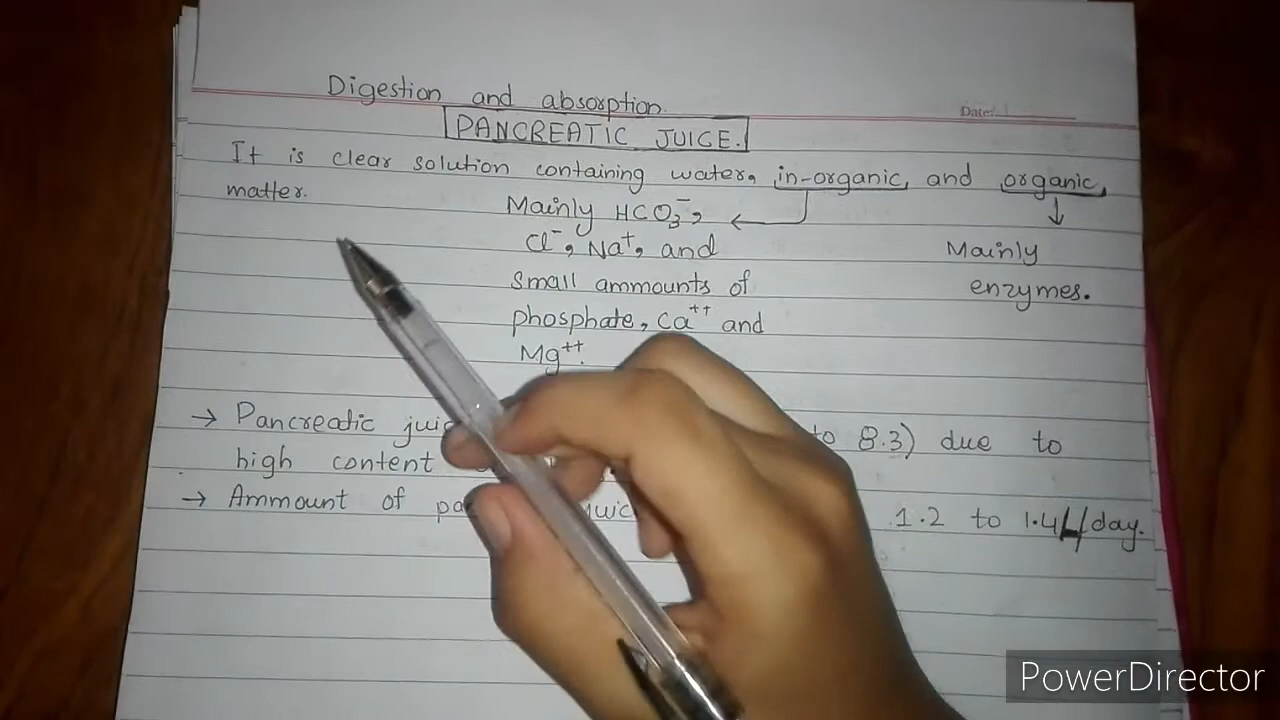 Digestion and absorption.
Date:
PANCREATIC JUICE.
It is clear solution containing water, in-organic, and organic,
matter.
Mainly HCO3⁻,
Cl⁻, Na⁺, and
Small ammounts of
phosphate, Ca⁺⁺ and
Mg⁺⁺.
Mainly
enzymes.
→ Pancreatic to 8.3) due to
high content
→ Ammount of 1.2 to 1.4L/day.
PowerDirector